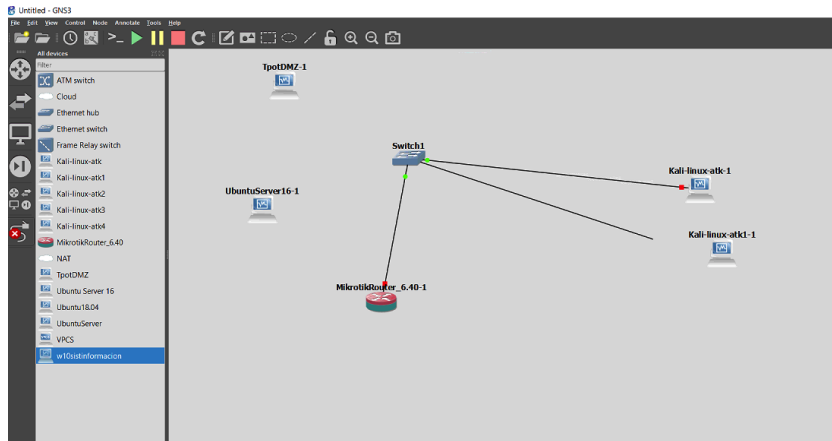 Untitled - GNS3
File Edit View Control Node Annotate Tools Help
All devices
Filter
ATM switch
Cloud
Ethernet hub
Ethernet switch
Frame Relay switch
Kali-linux-atk
Kali-linux-atk1
Kali-linux-atk2
Kali-linux-atk3
Kali-linux-atk4
MikrotikRouter_6.40
NAT
TpotDMZ
Ubuntu Server 16
Ubuntu18.04
UbuntuServer
VPCS
w10sistinformacion
TpotDMZ-1
Switch1
Kali-linux-atk-1
UbuntuServer16-1
Kali-linux-atk1-1
MikrotikRouter_6.40-1